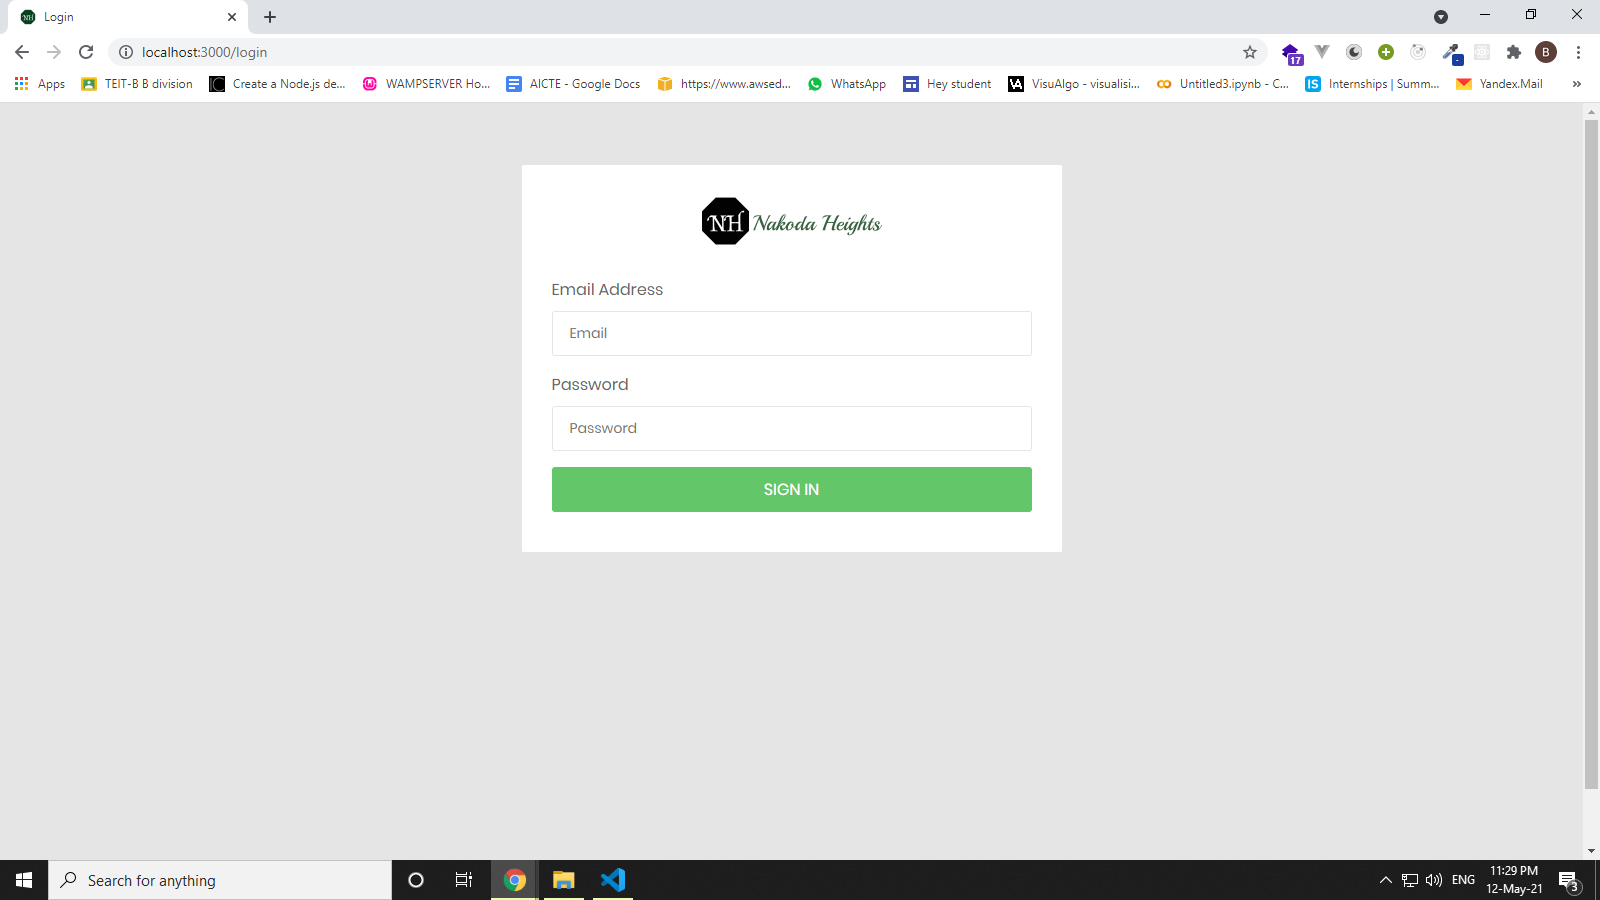 NH Login
localhost:3000/login
17
B
Apps TEIT-B B division Create a Node.js de... WAMPSERVER Ho... AICTE - Google Docs https://www.awsed... WhatsApp Hey student VisuAlgo - visualisi... Untitled3.ipynb - C... IS Internships | Summ... Yandex.Mail »
NH Nakoda Heights
Email Address
Email
Password
Password
SIGN IN
Search for anything
ENG
11:29 PM
12-May-21
3